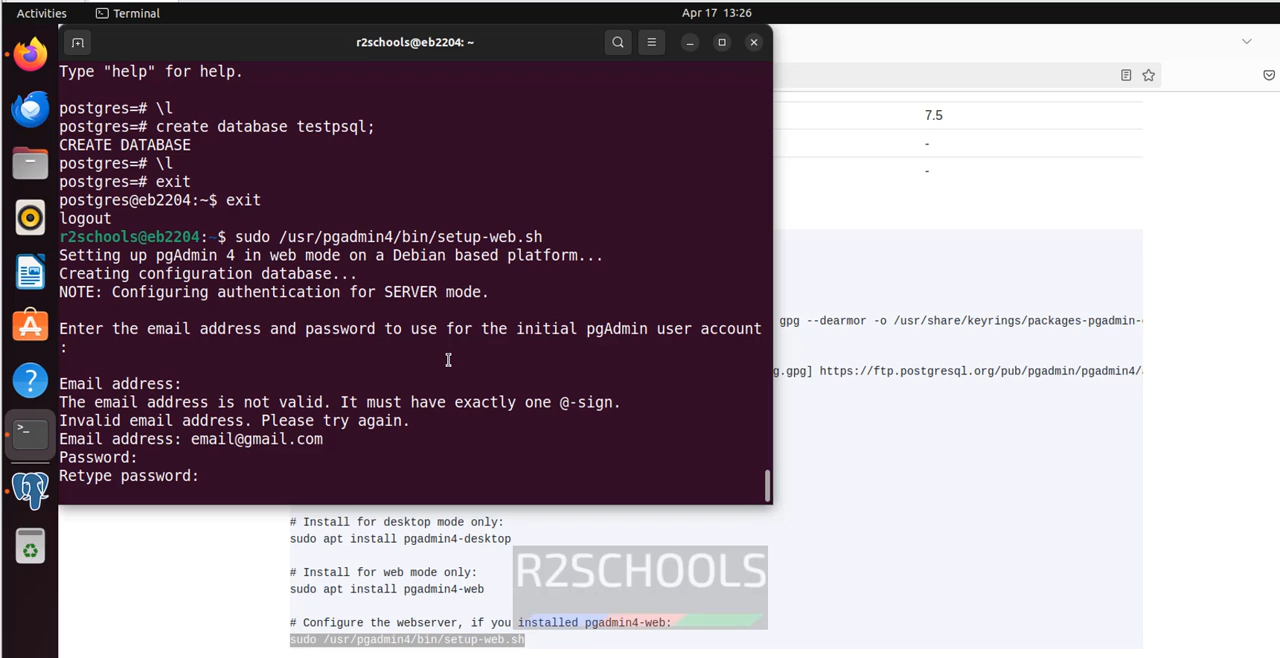 Activities
Terminal
Apr 17 13:26
r2schools@eb2204: ~
Type "help" for help.
postgres=# \l
postgres=# create database testpsql;
CREATE DATABASE
postgres=# \l
postgres=# exit
postgres@eb2204:~$ exit
logout
r2schools@eb2204:~$ sudo /usr/pgadmin4/bin/setup-web.sh
Setting up pgAdmin 4 in web mode on a Debian based platform...
Creating configuration database...
NOTE: Configuring authentication for SERVER mode.
Enter the email address and password to use for the initial pgAdmin user account
:
Email address:
The email address is not valid. It must have exactly one @-sign.
Invalid email address. Please try again.
Email address: email@gmail.com
Password:
Retype password:
7.5
-
-
gpg --dearmor -o /usr/share/keyrings/packages-pgadmin-
g.gpg] https://ftp.postgresql.org/pub/pgadmin/pgadmin4/
# Install for desktop mode only:
sudo apt install pgadmin4-desktop
# Install for web mode only:
sudo apt install pgadmin4-web
# Configure the webserver, if you installed pgadmin4-web:
sudo /usr/pgadmin4/bin/setup-web.sh
R2SCHOOLS